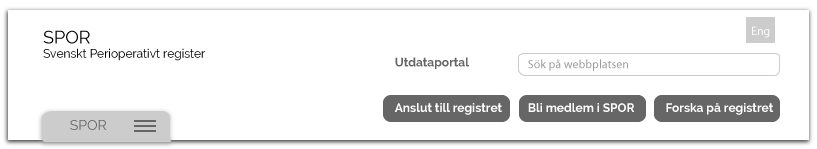 SPOR
Svenskt Perioperativt register
Eng
Utdataportal
Sök på webbplatsen
Anslut till registret
Bli medlem i SPOR
Forska på registret
SPOR